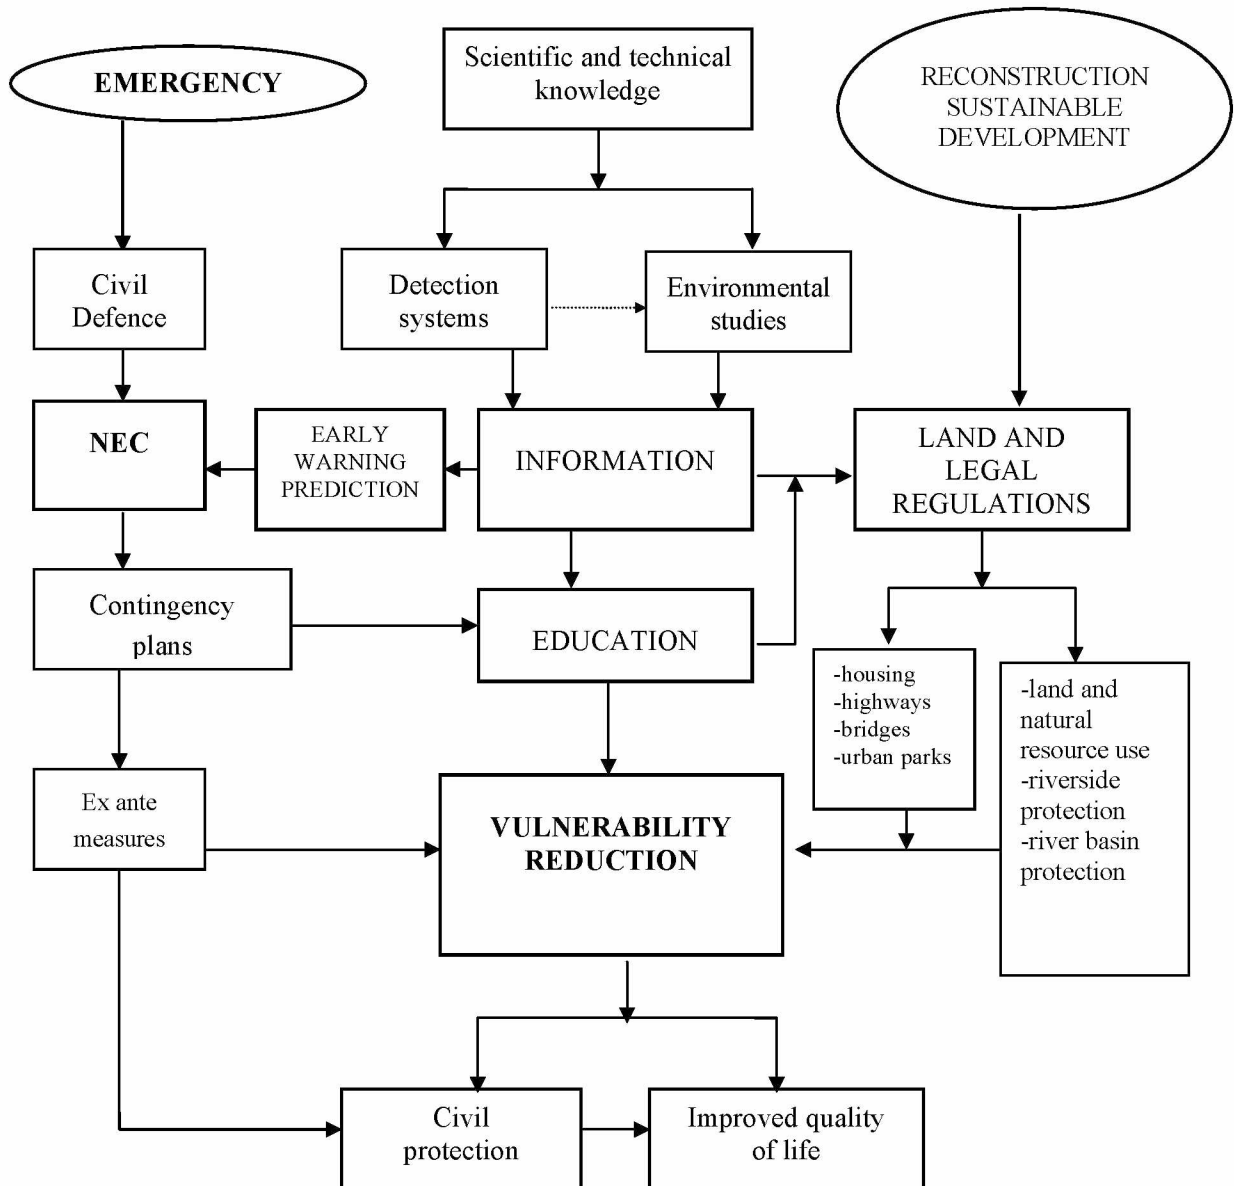 EMERGENCY
Scientific and technical
knowledge
RECONSTRUCTION
SUSTAINABLE
DEVELOPMENT
Civil
Defence
Detection
systems
Environmental
studies
NEC
EARLY
WARNING
PREDICTION
INFORMATION
LAND AND
LEGAL
REGULATIONS
Contingency
plans
EDUCATION
-housing
-highways
-bridges
-urban parks
-land and
natural
resource use
-riverside
protection
-river basin
protection
Ex ante
measures
VULNERABILITY
REDUCTION
Civil
protection
Improved quality
of life